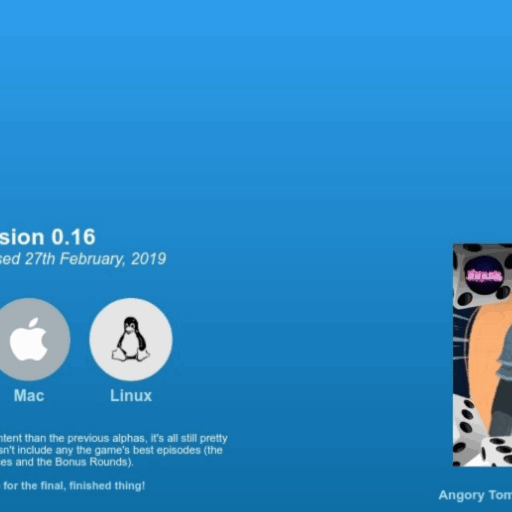 sion 0.16
sed 27th February, 2019
Mac
Linux
ntent than the previous alphas, it's all still pretty
sn't include any the game's best episodes (the
es and the Bonus Rounds).
for the final, finished thing!
Angory Tom